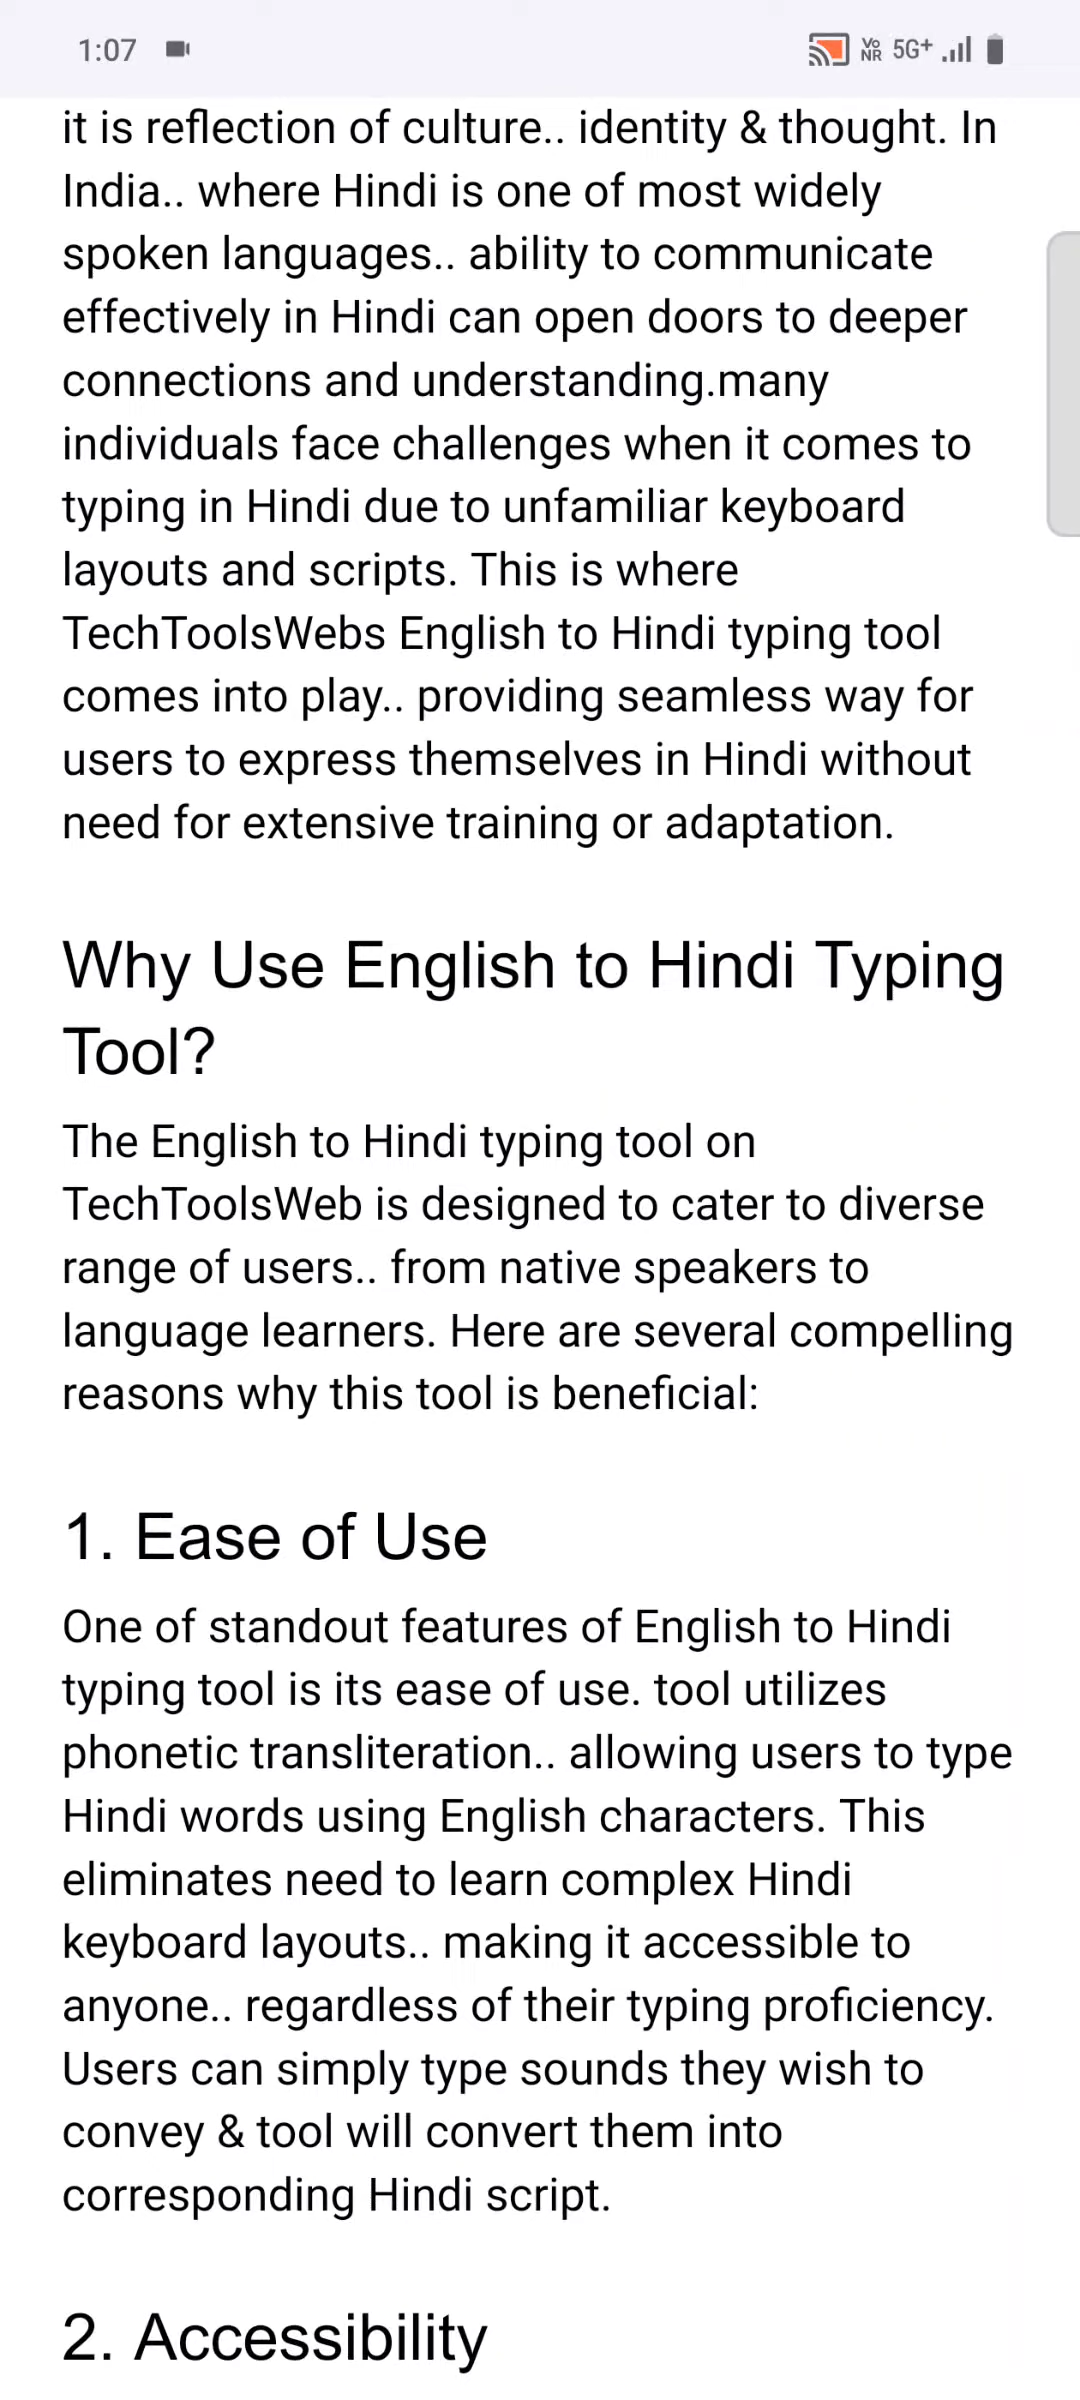 1:07
Vo
NR 5G+
it is reflection of culture.. identity & thought. In
India.. where Hindi is one of most widely
spoken languages.. ability to communicate
effectively in Hindi can open doors to deeper
connections and understanding.many
individuals face challenges when it comes to
typing in Hindi due to unfamiliar keyboard
layouts and scripts. This is where
TechToolsWebs English to Hindi typing tool
comes into play.. providing seamless way for
users to express themselves in Hindi without
need for extensive training or adaptation.
Why Use English to Hindi Typing
Tool?
The English to Hindi typing tool on
TechToolsWeb is designed to cater to diverse
range of users.. from native speakers to
language learners. Here are several compelling
reasons why this tool is beneficial:
1. Ease of Use
One of standout features of English to Hindi
typing tool is its ease of use. tool utilizes
phonetic transliteration.. allowing users to type
Hindi words using English characters. This
eliminates need to learn complex Hindi
keyboard layouts.. making it accessible to
anyone.. regardless of their typing proficiency.
Users can simply type sounds they wish to
convey & tool will convert them into
corresponding Hindi script.
2. Accessibility